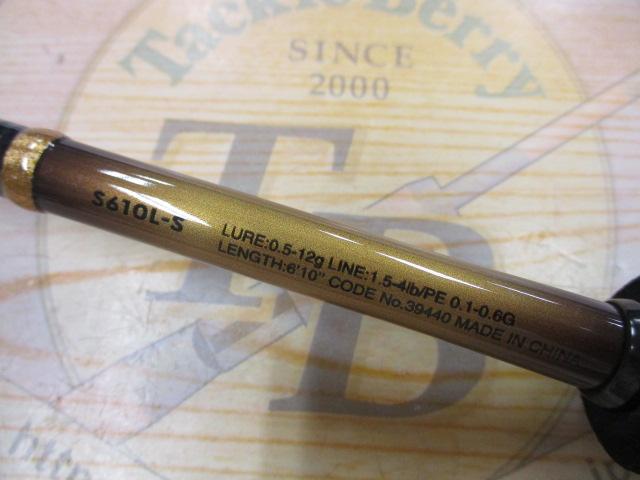 Tackle Berry
SINCE
2000
TB
S610L-S
LURE:0.5-12g LINE:1.5-4lb/PE 0.1-0.6G
LENGTH:6'10" CODE No.39440 MADE IN CHINA
http